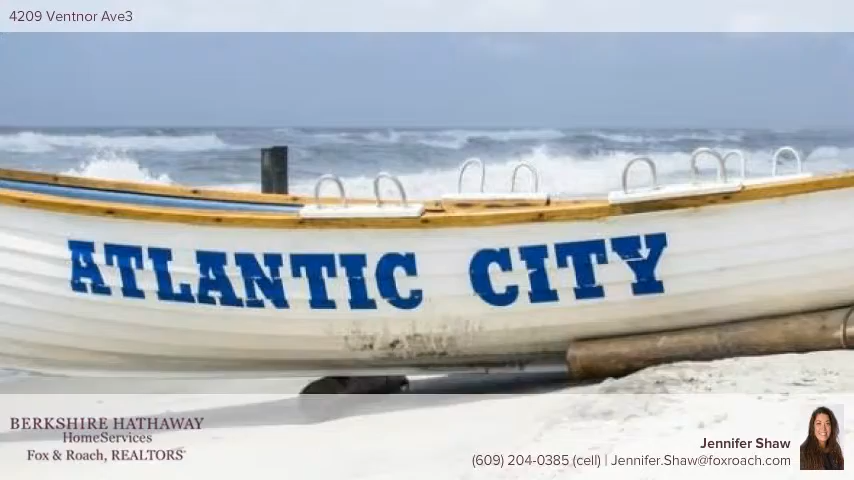 4209 Ventnor Ave3
ATLANTIC CITY
BERKSHIRE HATHAWAY
HomeServices
Fox & Roach, REALTORS®
Jennifer Shaw
(609) 204-0385 (cell) | Jennifer.Shaw@foxroach.com